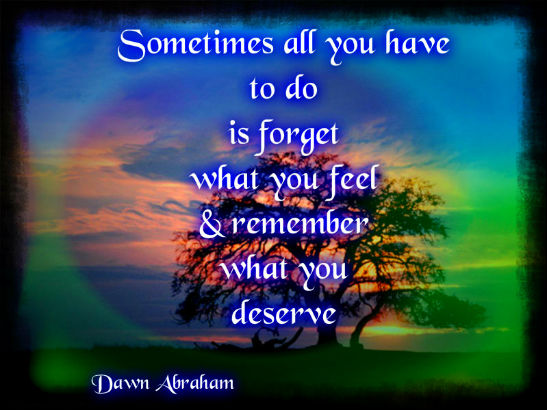 Sometimes all you have
to do
is forget
what you feel
& remember
what you
deserve
Dawn Abraham